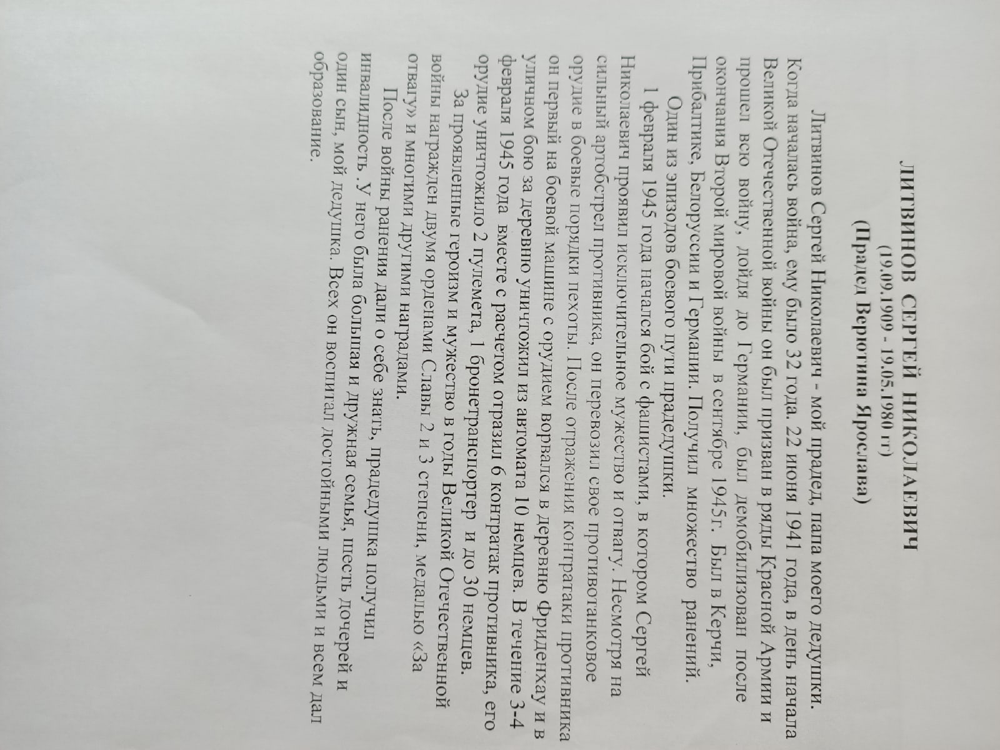 ЛИТВИНОВ СЕРГЕЙ НИКОЛАЕВИЧ
(19.09.1909 - 19.05.1980 гг)
(Прадед Верютина Ярослава)
Литвинов Сергей Николаевич - мой прадед, папа моего дедушки.
Когда началась война, ему было 32 года. 22 июня 1941 года, в день начала
Великой Отечественной войны он был призван в ряды Красной Армии и
прошел всю войну, дойдя до Германии, был демобилизован после
окончания Второй мировой войны в сентябре 1945г. Был в Керчи,
Прибалтике, Белоруссии и Германии. Получил множество ранений.
Один из эпизодов боевого пути прадедушки.
1 февраля 1945 года начался бой с фашистами, в котором Сергей
Николаевич проявил исключительное мужество и отвагу. Несмотря на
сильный артобстрел противника, он перевозил свое противотанковое
орудие в боевые порядки пехоты. После отражения контратаки противника
он первый на боевой машине с орудием ворвался в деревню Фриденхау и в
уличном бою за деревню уничтожил из автомата 10 немцев. В течение 3-4
февраля 1945 года вместе с расчетом отразил 6 контратак противника, его
орудие уничтожило 2 пулемета, 1 бронетранспортер и до 30 немцев.
За проявленные героизм и мужество в годы Великой Отечественной
войны награжден двумя орденами Славы 2 и 3 степени, медалью «За
отвагу» и многими другими наградами.
После войны ранения дали о себе знать, прадедушка получил
инвалидность .У него была большая и дружная семья, шесть дочерей и
один сын, мой дедушка. Всех он воспитал достойными людьми и всем дал
образование.